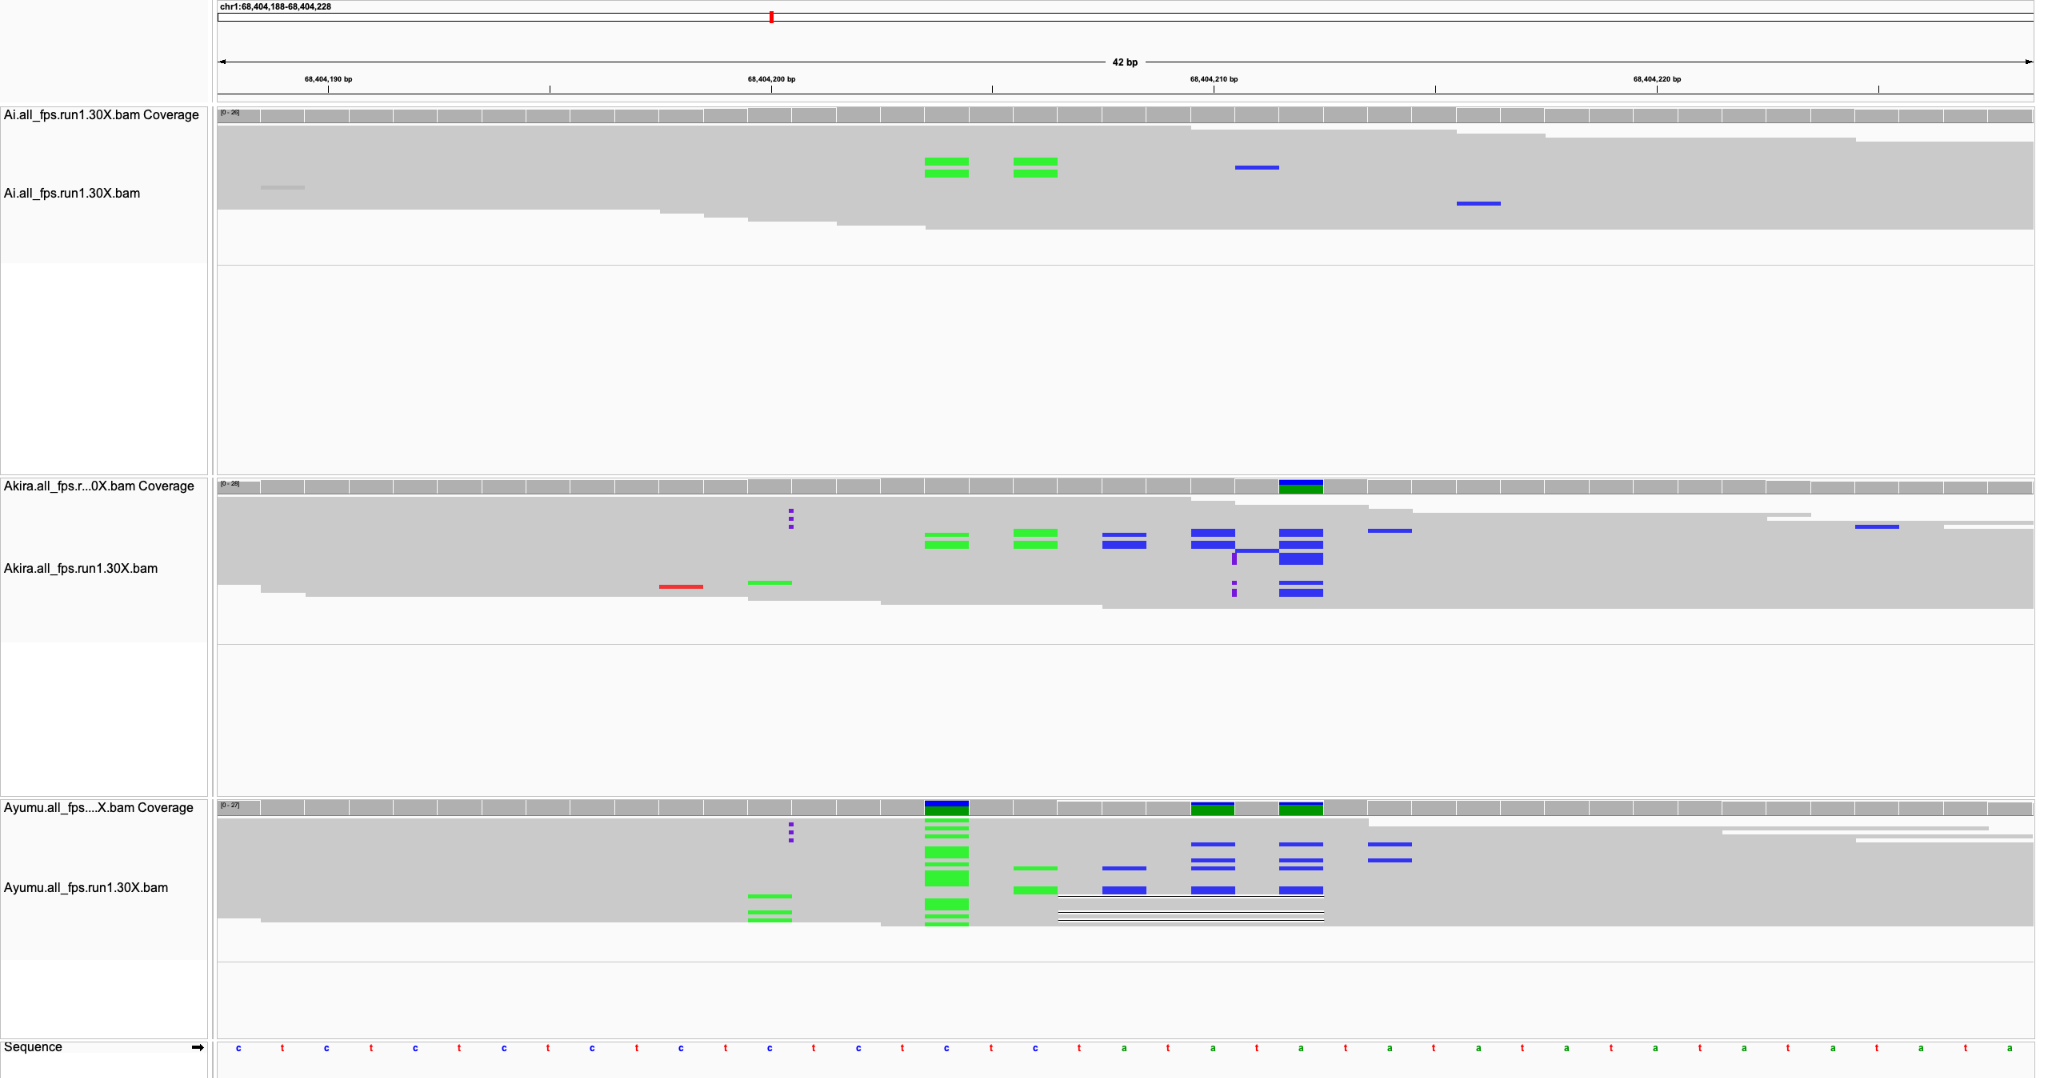 chr1:68,404,188-68,404,228
42 bp
68,404,190 bp 68,404,200 bp 68,404,210 bp 68,404,220 bp
Ai.all_fps.run1.30X.bam Coverage
[0 - 26]
Ai.all_fps.run1.30X.bam
Akira.all_fps.r...0X.bam Coverage
[0 - 28]
Akira.all_fps.run1.30X.bam
Ayumu.all_fps....X.bam Coverage
[0 - 27]
Ayumu.all_fps.run1.30X.bam
Sequence c t c t c t c t c t c t c t c t c t c t a t a t a t a t a t a t a t a t a t a